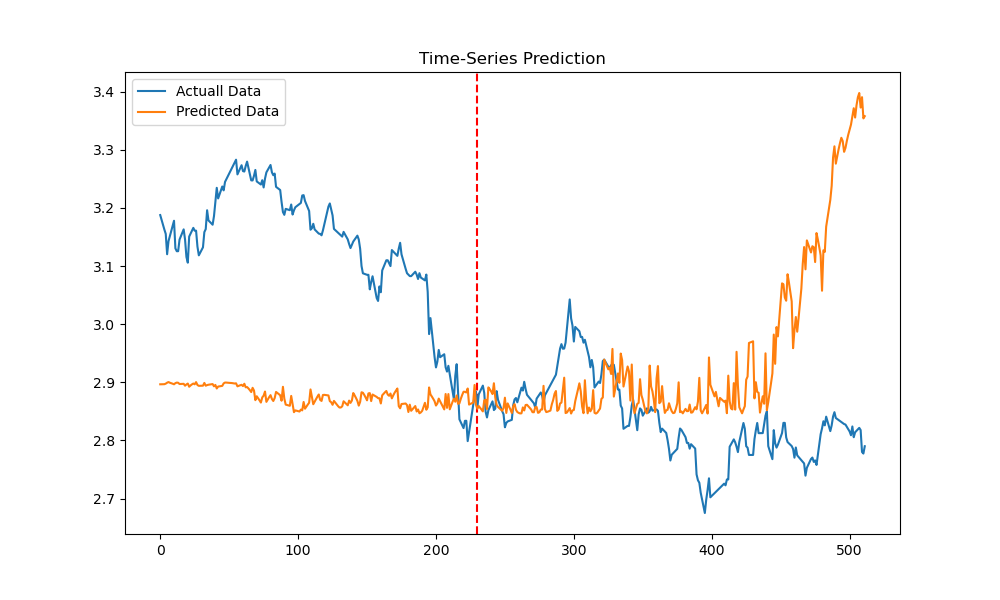 Time-Series Prediction
Actuall Data
Predicted Data
3.4
3.3
3.2
3.1
3.0
2.9
2.8
2.7
0 100 200 300 400 500